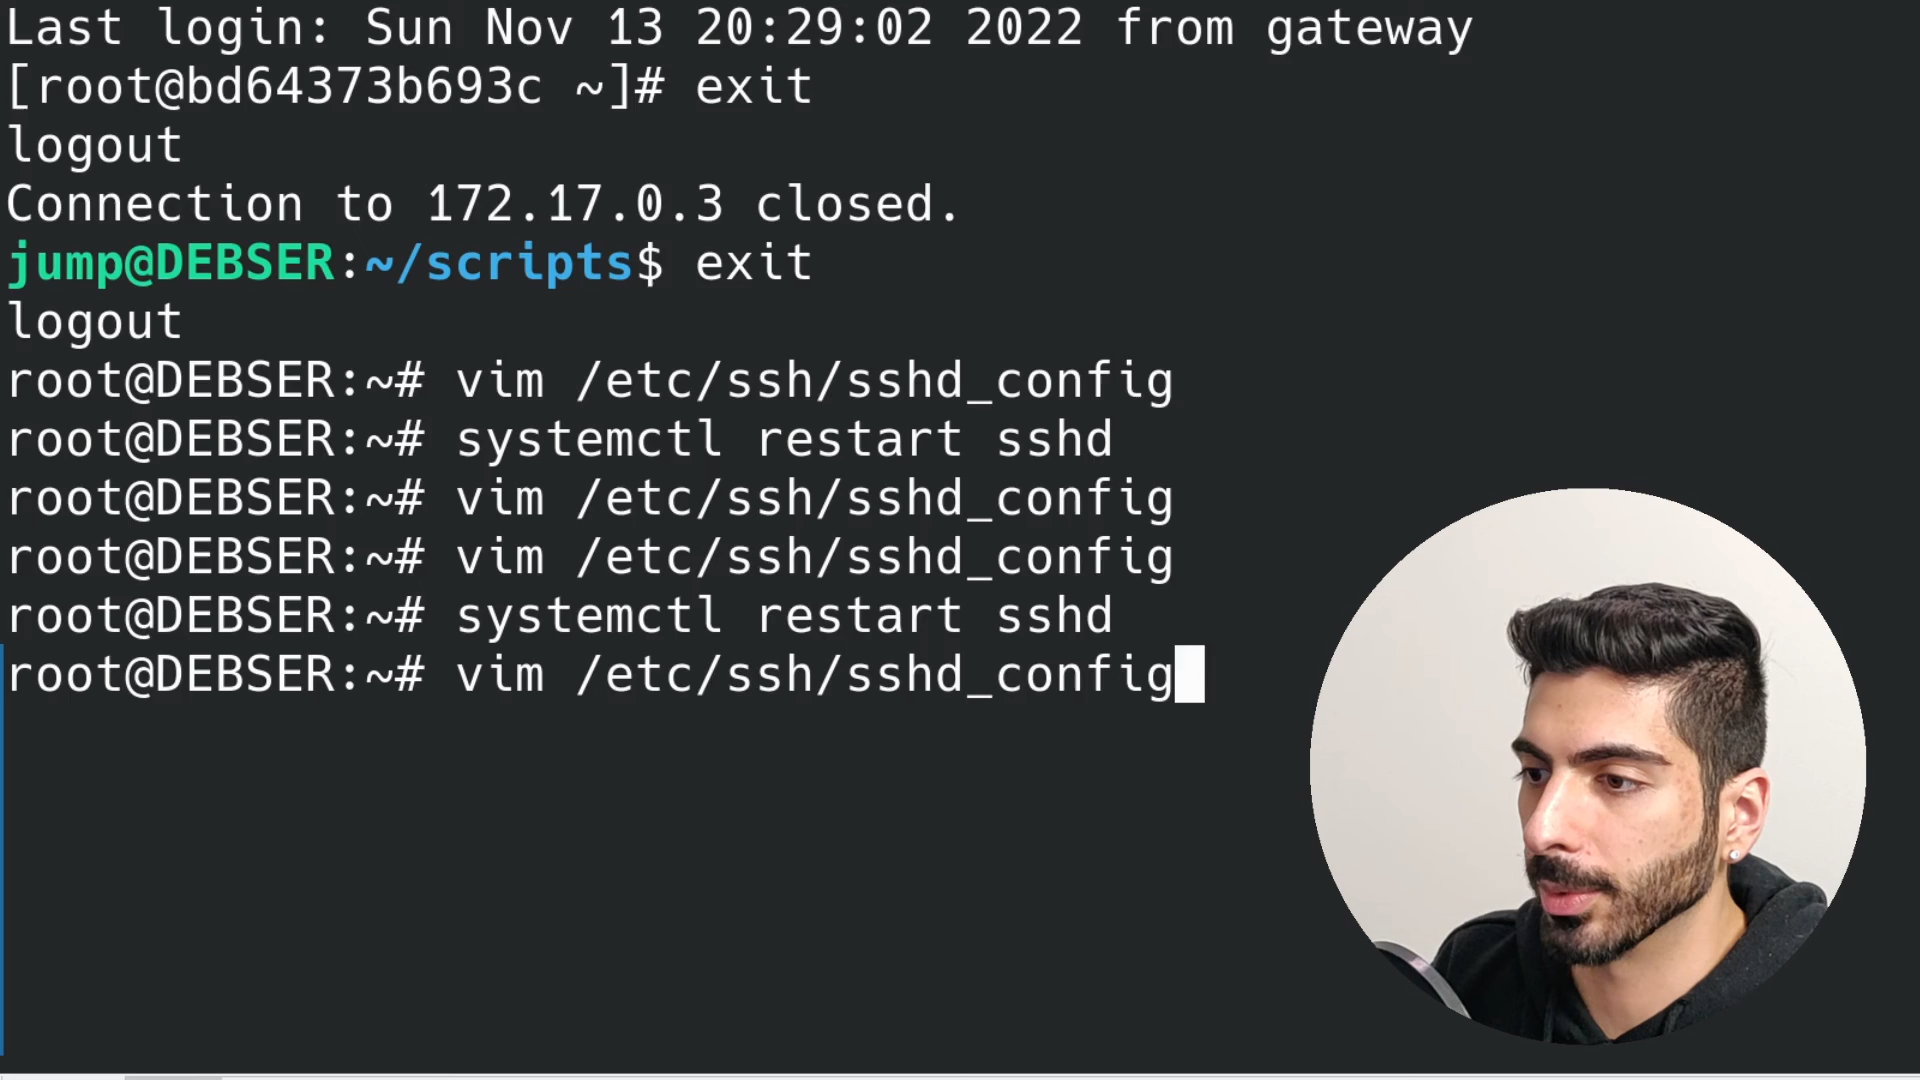 Last login: Sun Nov 13 20:29:02 2022 from gateway
[root@bd64373b693c ~]# exit
logout
Connection to 172.17.0.3 closed.
jump@DEBSER:~/scripts$ exit
logout
root@DEBSER:~# vim /etc/ssh/sshd_config
root@DEBSER:~# systemctl restart sshd
root@DEBSER:~# vim /etc/ssh/sshd_config
root@DEBSER:~# vim /etc/ssh/sshd_config
root@DEBSER:~# systemctl restart sshd
root@DEBSER:~# vim /etc/ssh/sshd_config